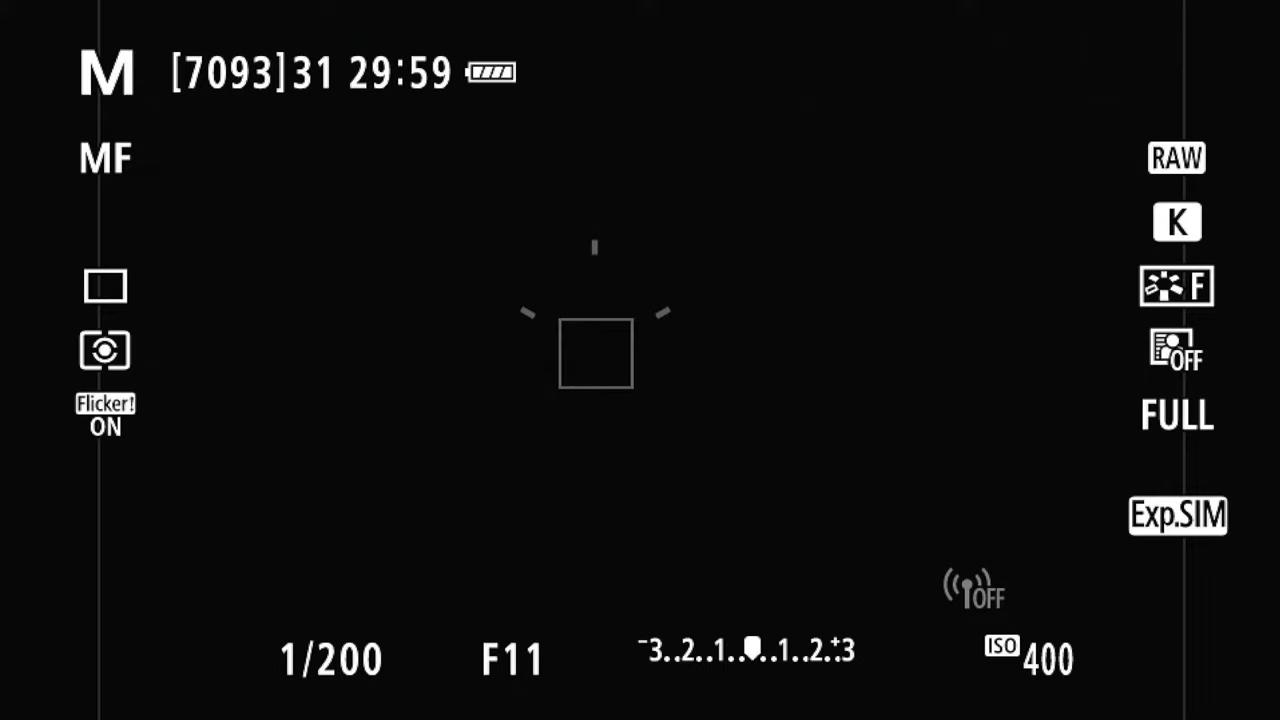 M [7093]31 29:59
MF
RAW
K
F
OFF
Flicker!
ON
FULL
Exp.SIM
OFF
1/200 F11 -3..2..1..0..1..2..+3 ISO 400